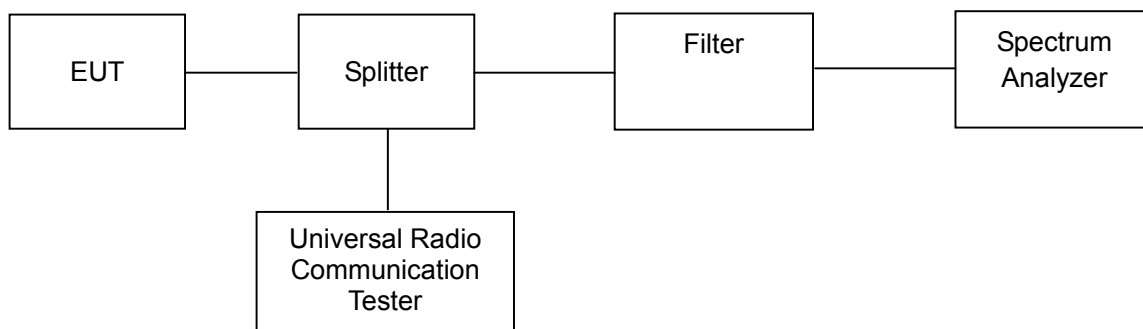 EUT
Splitter
Filter
Spectrum
Analyzer
Universal Radio
Communication
Tester